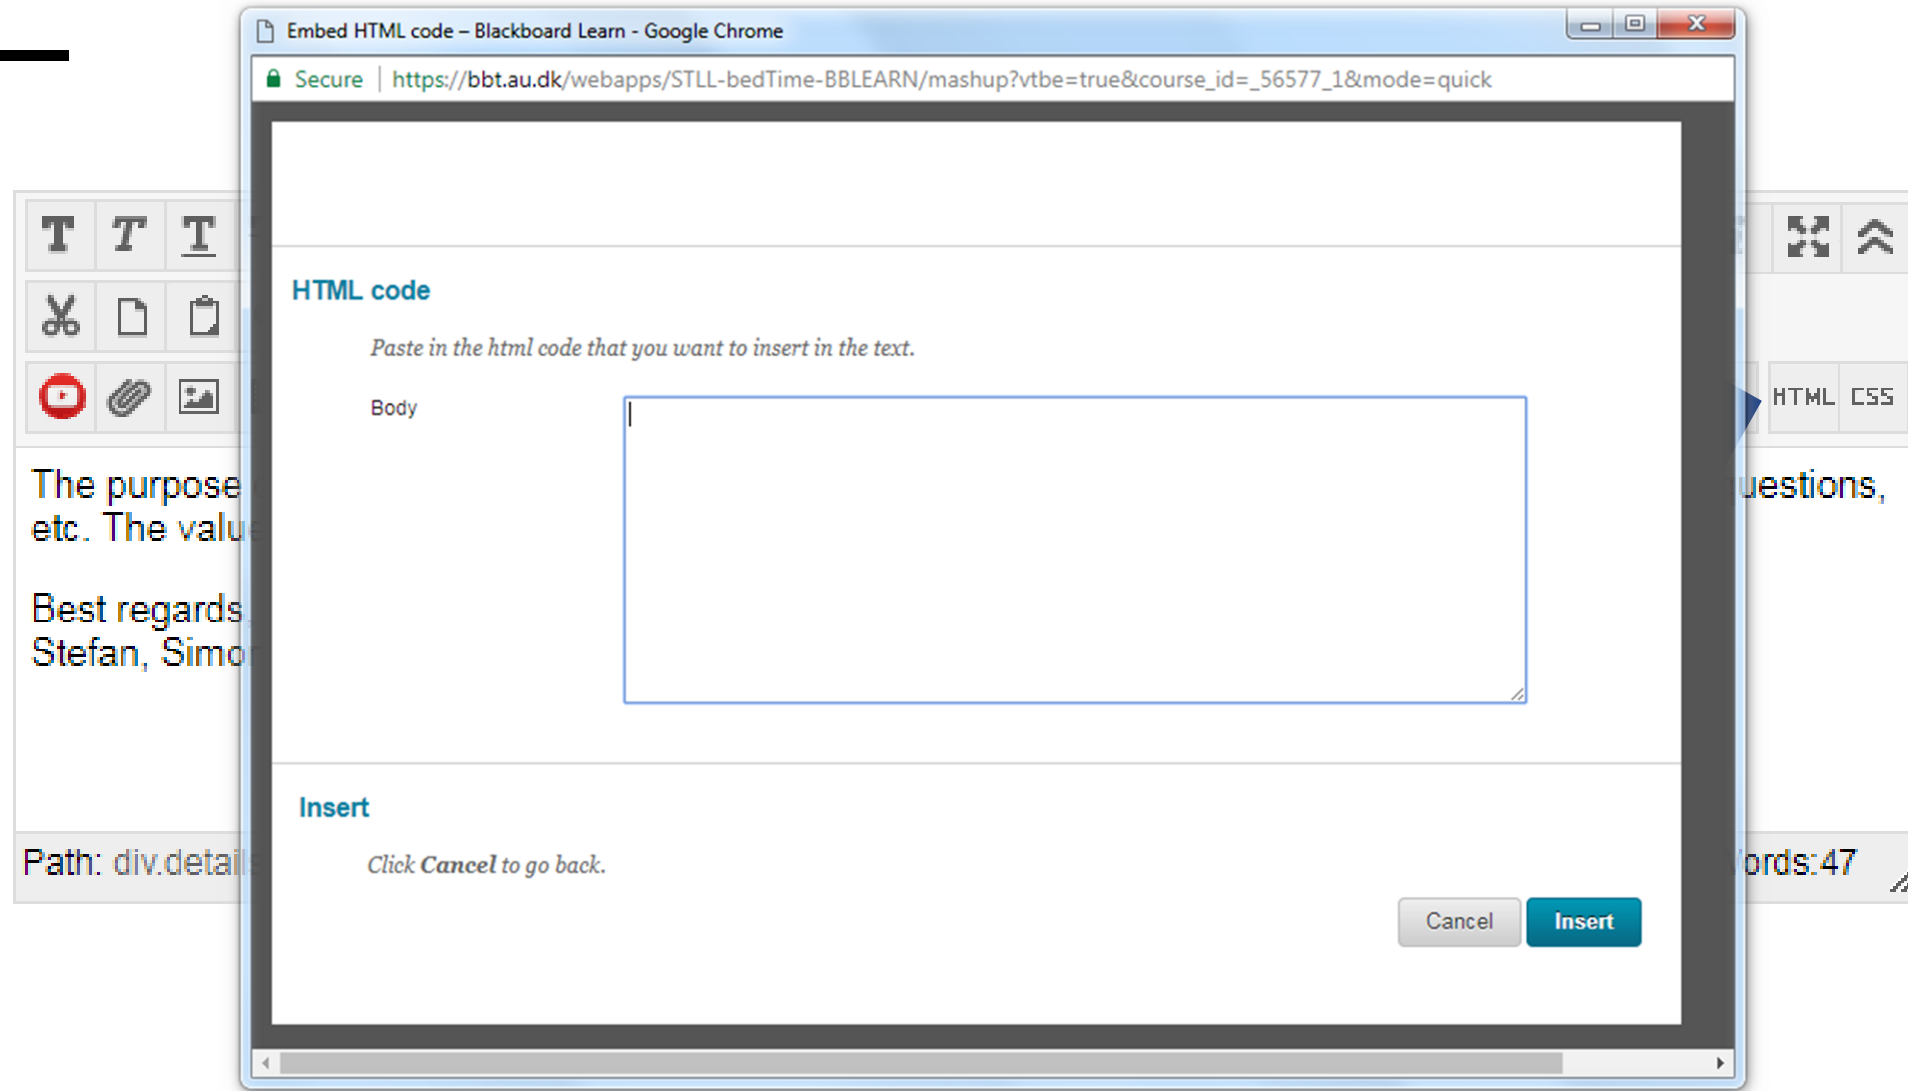 Embed HTML code – Blackboard Learn - Google Chrome
Secure | https://bbt.au.dk/webapps/STLL-bedTime-BBLEARN/mashup?vtbe=true&course_id=_56577_1&mode=quick
T T T
HTML code
Paste in the html code that you want to insert in the text.
Body
HTML CSS
The purpose uestions,
etc. The value
Best regards,
Stefan, Simon
Insert
Path: div.details ords:47
Click Cancel to go back.
Cancel Insert